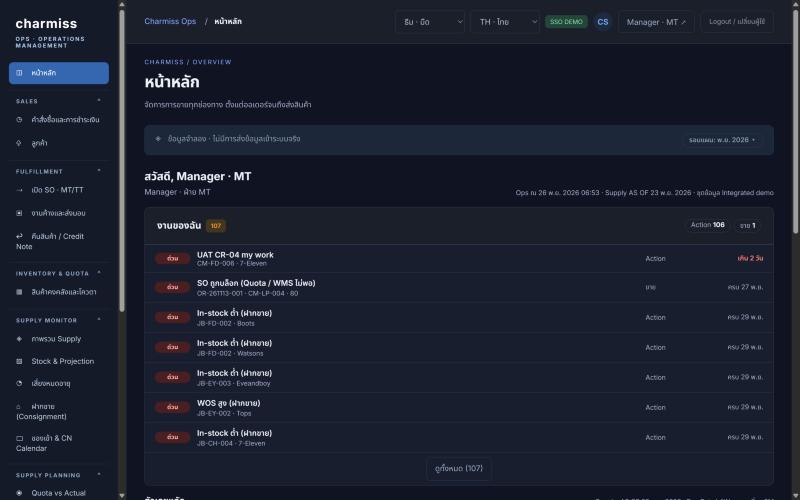 charmiss
OPS · OPERATIONS
MANAGEMENT
หน้าหลัก
SALES
คำสั่งซื้อและการชำระเงิน
ลูกค้า
FULFILLMENT
เปิด SO · MT/TT
งานค้างและส่งมอบ
คืนสินค้า / Credit
Note
INVENTORY & QUOTA
สินค้าคงคลังและโควตา
SUPPLY MONITOR
ภาพรวม Supply
Stock & Projection
เสี่ยงหมดอายุ
ฝากขาย
(Consignment)
ของเข้า & CN
Calendar
SUPPLY PLANNING
Quota vs Actual
Charmiss Ops / หน้าหลัก
ธีม · มืด
TH · ไทย
SSO DEMO
CS
Manager · MT ↗
Logout / เปลี่ยนผู้ใช้
CHARMISS / OVERVIEW
หน้าหลัก
จัดการการขายทุกช่องทาง ตั้งแต่ออเดอร์จนถึงส่งสินค้า
ข้อมูลจำลอง · ไม่มีการส่งข้อมูลเข้าระบบจริง
รอบแผน: พ.ย. 2026
สวัสดี, Manager · MT
Manager · ฝ่าย MT
Ops ณ 26 พ.ย. 2026 06:53 · Supply AS OF 23 พ.ย. 2026 · ชุดข้อมูล Integrated demo
งานของฉัน 107
Action 106
ขาย 1
ด่วน UAT CR-04 my work Action เกิน 2 วัน
CM-FD-006 · 7-Eleven
ด่วน SO ถูกบล็อก (Quota / WMS ไม่พอ) ขาย ครบ 27 พ.ย.
OR-261113-001 · CM-LP-004 · 80
ด่วน In-stock ต่ำ (ฝากขาย) Action ครบ 29 พ.ย.
JB-FD-002 · Boots
ด่วน In-stock ต่ำ (ฝากขาย) Action ครบ 29 พ.ย.
JB-FD-002 · Watsons
ด่วน In-stock ต่ำ (ฝากขาย) Action ครบ 29 พ.ย.
JB-EY-003 · Eveandboy
ด่วน WOS สูง (ฝากขาย) Action ครบ 29 พ.ย.
JB-EY-002 · Tops
ด่วน In-stock ต่ำ (ฝากขาย) Action ครบ 29 พ.ย.
JB-CH-004 · 7-Eleven
ดูทั้งหมด (107)